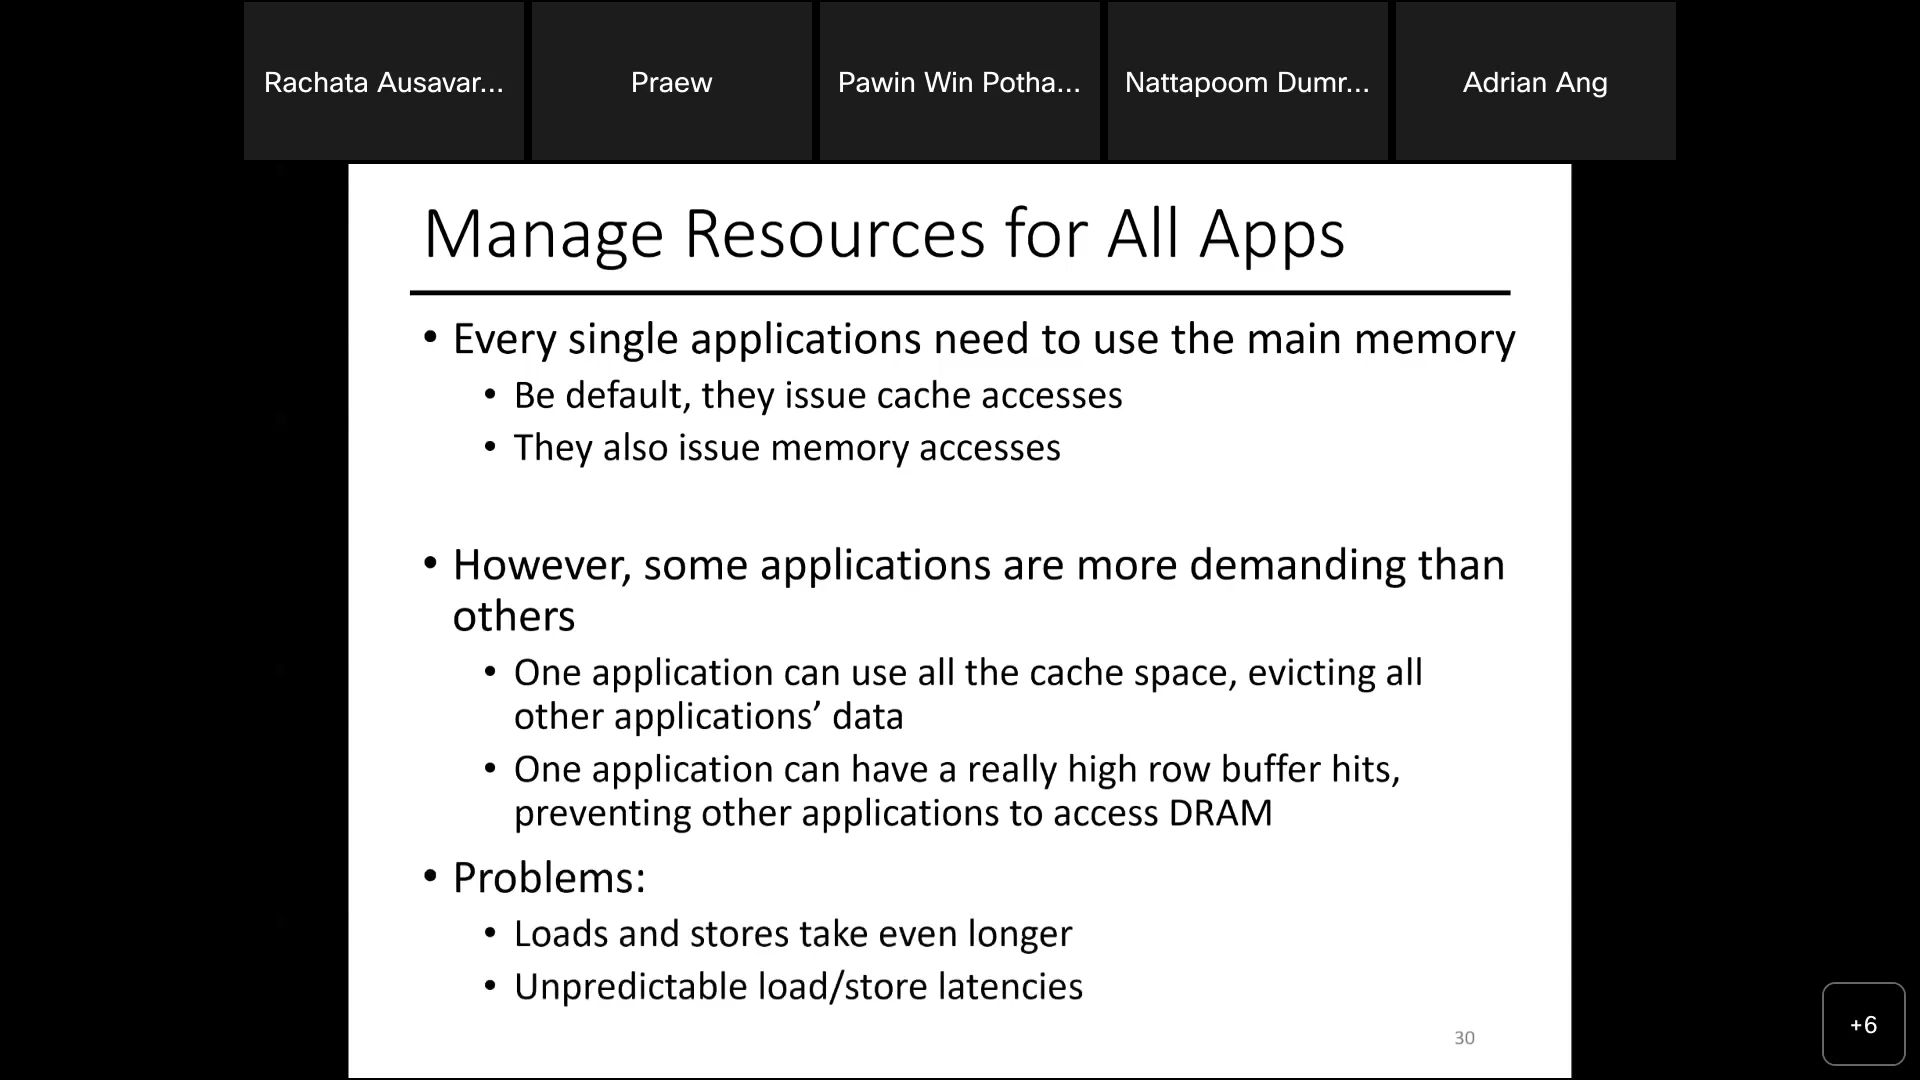 Rachata Ausavar...
Praew
Pawin Win Potha...
Nattapoom Dumr...
Adrian Ang
Manage Resources for All Apps
• Every single applications need to use the main memory
• Be default, they issue cache accesses
• They also issue memory accesses
• However, some applications are more demanding than
others
• One application can use all the cache space, evicting all
other applications’ data
• One application can have a really high row buffer hits,
preventing other applications to access DRAM
• Problems:
• Loads and stores take even longer
• Unpredictable load/store latencies
30
+6